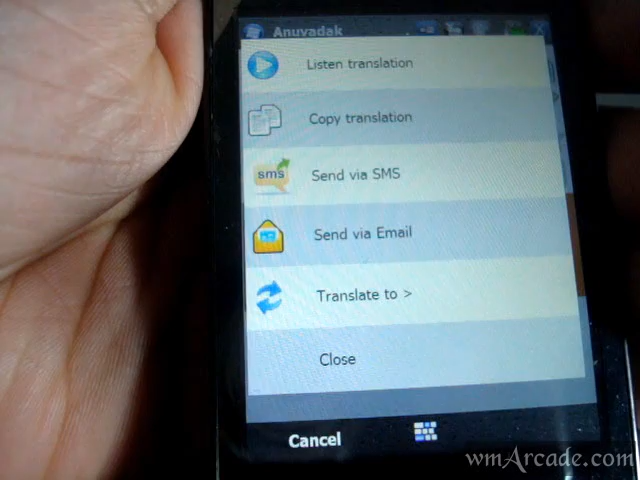 Anuvadak
Listen translation
Copy translation
sms
Send via SMS
Send via Email
Translate to >
Close
Cancel
wmArcade.com